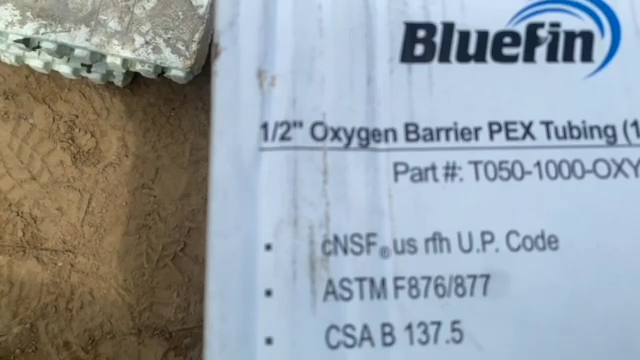 BlueFin
1/2" Oxygen Barrier PEX Tubing (1
Part #: T050-1000-OXY
▪ cNSF® us rfh U.P. Code
▪ ASTM F876/877
▪ CSA B 137.5